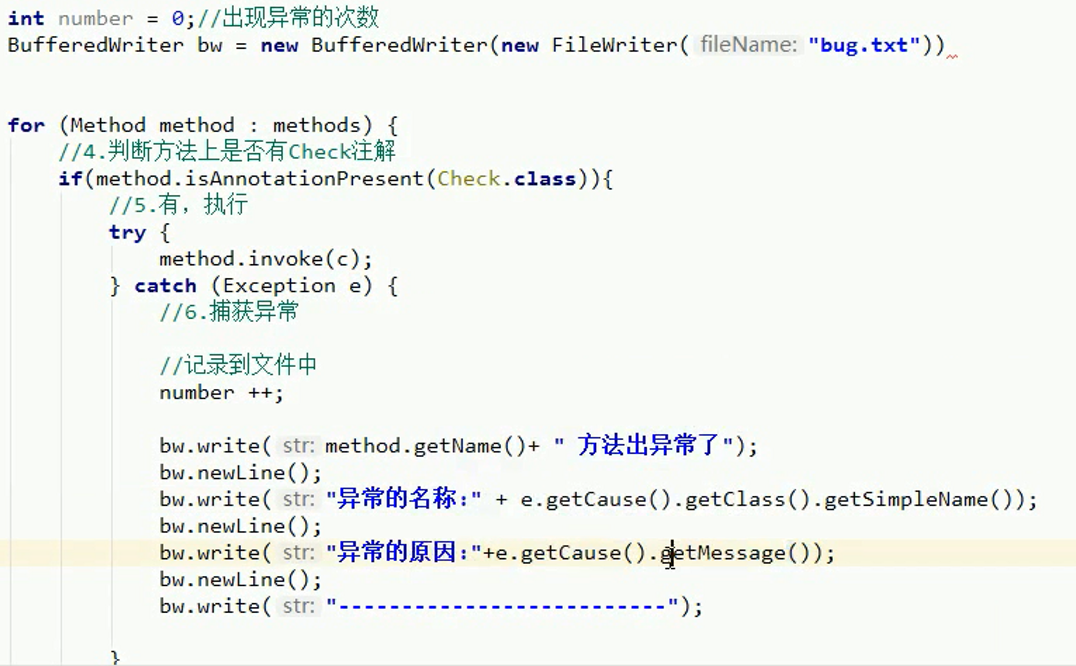 int number = 0;//出现异常的次数
BufferedWriter bw = new BufferedWriter(new FileWriter( fileName: "bug.txt"))
for (Method method : methods) {
//4.判断方法上是否有Check注解
if(method.isAnnotationPresent(Check.class)){
//5.有，执行
try {
method.invoke(c);
} catch (Exception e) {
//6.捕获异常
//记录到文件中
number ++;
bw.write( str: method.getName()+ " 方法出异常了");
bw.newLine();
bw.write( str: "异常的名称:" + e.getCause().getClass().getSimpleName());
bw.newLine();
bw.write( str: "异常的原因:"+e.getCause().getMessage());
bw.newLine();
bw.write( str: "--------------------------");
}